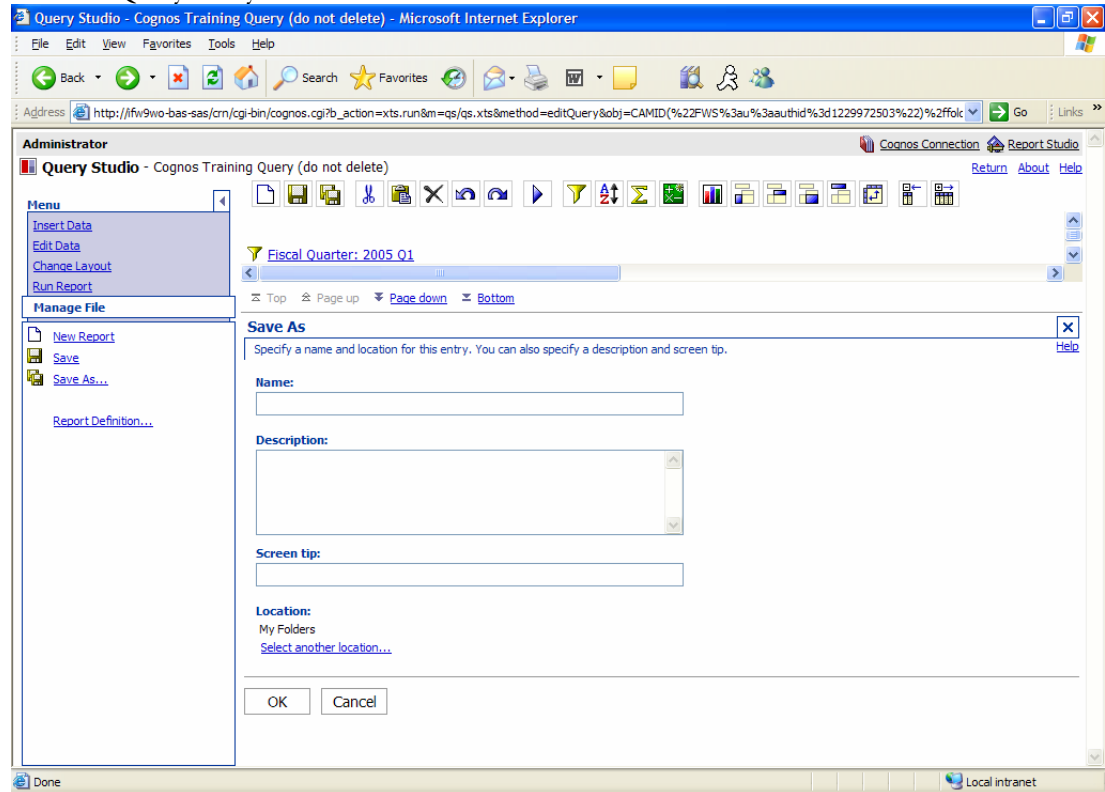 Query Studio - Cognos Training Query (do not delete) - Microsoft Internet Explorer
File Edit View Favorites Tools Help
Back Search Favorites
Address http://ifw9wo-bas-sas/crn/cgi-bin/cognos.cgi?b_action=xts.run&m=qs/qs.xts&method=editQuery&obj=CAMID(%22FWS%3au%3aauthid%3d1229972503%22)%2ffolc Go Links »
Administrator Cognos Connection Report Studio
Query Studio - Cognos Training Query (do not delete) Return About Help
Menu
Insert Data
Edit Data
Change Layout
Run Report
Manage File
New Report
Save
Save As...
Report Definition...
Fiscal Quarter: 2005 Q1
Top Page up Page down Bottom
Save As
Specify a name and location for this entry. You can also specify a description and screen tip. Help
Name:
Description:
Screen tip:
Location:
My Folders
Select another location...
OK Cancel
Done Local intranet